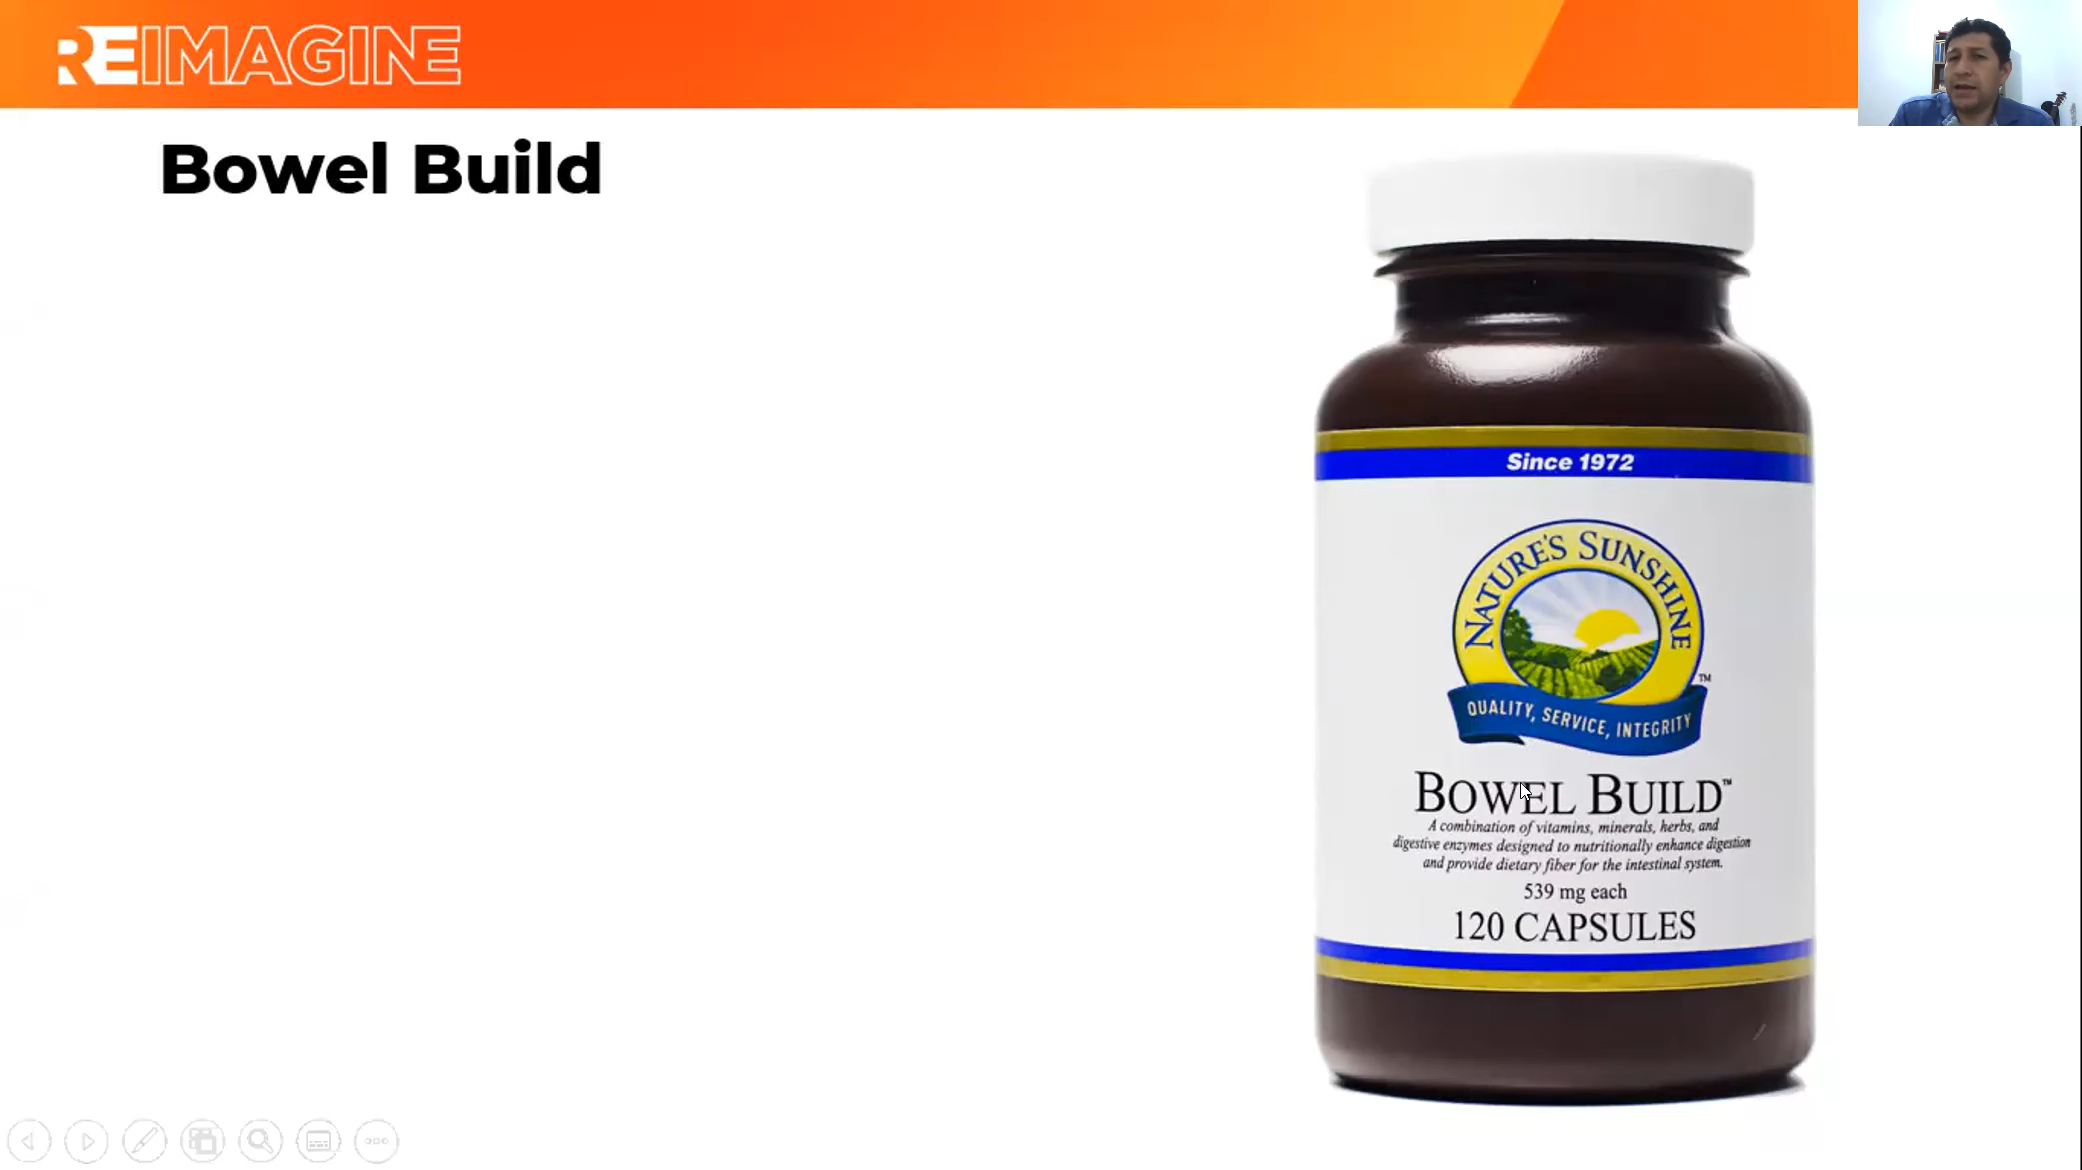 REIMAGINE
Bowel Build
Since 1972
NATURE'S SUNSHINE
TM
QUALITY, SERVICE, INTEGRITY
BOWEL BUILD™
A combination of vitamins, minerals, herbs, and
digestive enzymes designed to nutritionally enhance digestion
and provide dietary fiber for the intestinal system.
539 mg each
120 CAPSULES